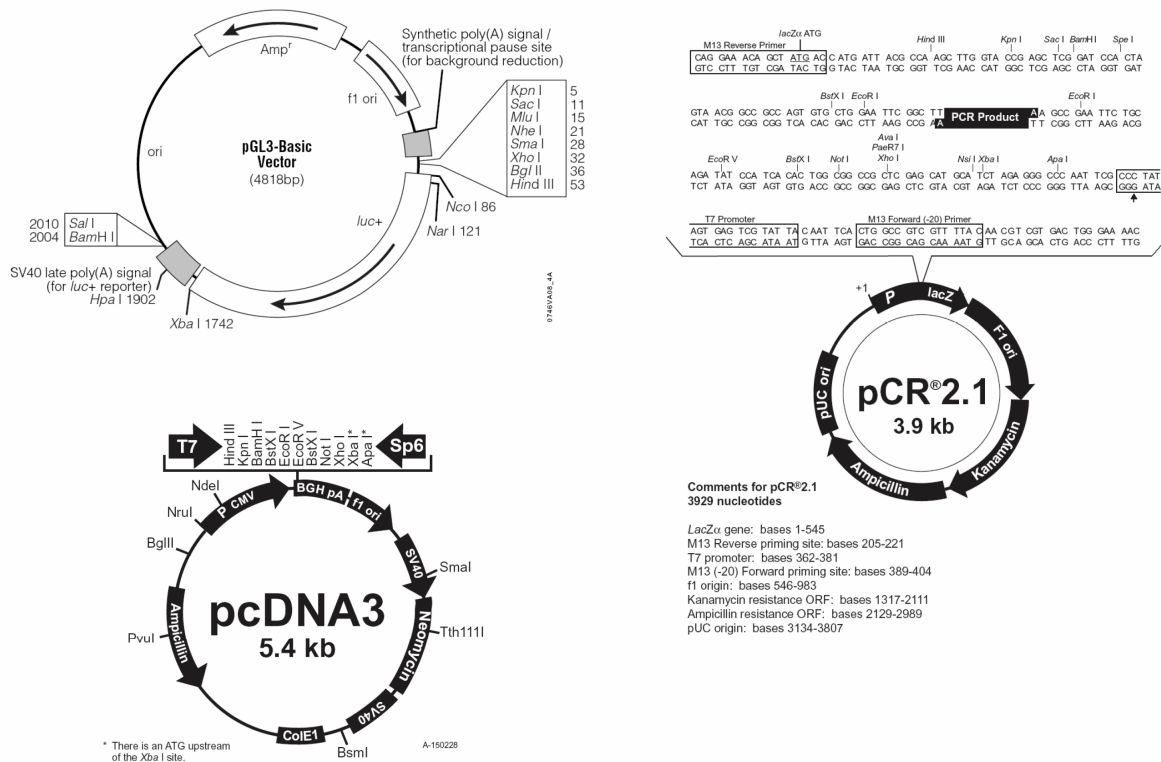 Synthetic poly(A) signal /
transcriptional pause site
(for background reduction)
Ampʳ
f1 ori
Kpn I 5
Sac I 11
Mlu I 15
Nhe I 21
Sma I 28
Xho I 32
Bgl II 36
Hind III 53
ori
pGL3-Basic
Vector
(4818bp)
Nco I 86
Nar I 121
luc+
2010 Sal I
2004 BamH I
SV40 late poly(A) signal
(for luc+ reporter)
Hpa I 1902
Xba I 1742
0746VA08_4A
lacZα ATG
M13 Reverse Primer
Hind III Kpn I Sac I BamH I Spe I
CAG GAA ACA GCT ATG AC C ATG ATT ACG CCA AGC TTG GTA CCG AGC TCG GAT CCA CTA
GTC CTT TGT CGA TAC TG G TAC TAA TGC GGT TCG AAC CAT GGC TCG AGC CTA GGT GAT
BstX I EcoR I EcoR I
GTA ACG GCC GCC AGT GTG CTG GAA TTC GGC TT PCR Product A AG CCG AAT TCT GC
CAT TGC CGG CGG TCA CAC GAC CTT AAG CCG A A T TC GGC TTA AGA CG
Ava I
PaeR7 I
EcoR V BstX I Not I Xho I Nsi I Xba I Apa I
AGA TAT CCA TCA CAC TGG CGG CCG CTC GAG CAT GCA TCT AGA GGG CCC AAT TCG CCC TAT
TCT ATA GGT AGT GTG ACC GCC GGC GAG CTC GTA CGT AGA TCT CCC GGG TTA AGC GGG ATA
T7 Promoter M13 Forward (-20) Primer
AGT GAG TCG TAT TA C AAT TCA CTG GCC GTC GTT TTA C AA CGT CGT GAC TGG GAA AAC
TCA CTC AGC ATA AT G TTA AGT GAC CGG CAG CAA AAT G TT GCA GCA CTG ACC CTT TTG
+1
P lacZ
F1 ori
Kanamycin
Ampicillin
pUC ori
pCR®2.1
3.9 kb
Comments for pCR®2.1
3929 nucleotides
LacZα gene: bases 1-545
M13 Reverse priming site: bases 205-221
T7 promoter: bases 362-381
M13 (-20) Forward priming site: bases 389-404
f1 origin: bases 546-983
Kanamycin resistance ORF: bases 1317-2111
Ampicillin resistance ORF: bases 2129-2989
pUC origin: bases 3134-3807
T7
Hind III
Kpn I
BamH I
BstX I
EcoR I
EcoR V
BstX I
Not I
Xho I
Xba I*
Apa I*
Sp6
NdeI
NruI
BglII
PvuI
P CMV
BGH pA
f1 ori
SV40
SmaI
Neomycin
Tth111I
SV40
BsmI
ColE1
Ampicillin
pcDNA3
5.4 kb
* There is an ATG upstream
of the Xba I site.
A-150228